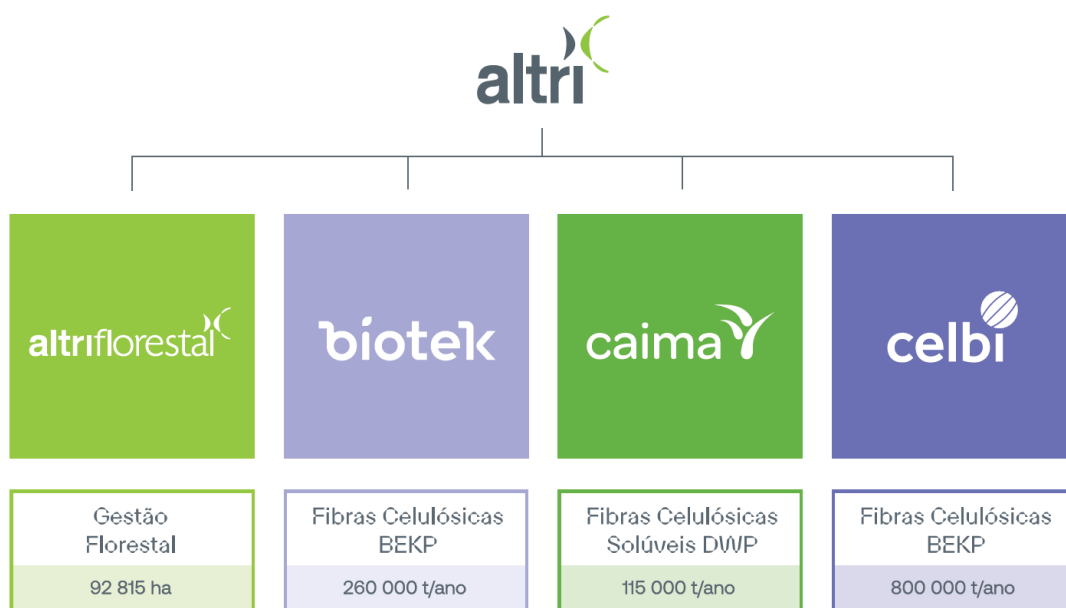 altri
altriflorestal
biotek
caima
celbi
Gestão
Florestal
92 815 ha
Fibras Celulósicas
BEKP
260 000 t/ano
Fibras Celulósicas
Solúveis DWP
115 000 t/ano
Fibras Celulósicas
BEKP
800 000 t/ano